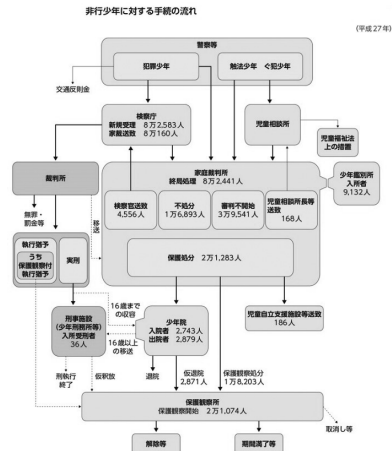 非行少年に対する手続の流れ
(平成27年)
警察等
犯罪少年
触法少年 ぐ犯少年
交通反則金
検察庁
新規受理 8万2,583人
家裁送致 8万160人
児童相談所
児童福祉法
上の措置
裁判所
家庭裁判所
終局処理 8万2,441人
少年鑑別所
入所者
9,132人
検察官送致
4,556人
不処分
1万6,893人
審判不開始
3万9,541人
児童相談所長等
送致
168人
無罪・
罰金等
移送
執行猶予
うち
保護観察付
執行猶予
実刑
保護処分 2万1,283人
16歳まで
の収容
刑事施設
(少年刑務所等)
入所受刑者
36人
16歳以上
の移送
少年院
入院者 2,743人
出院者 2,879人
児童自立支援施設等送致
186人
刑執行
終了
仮釈放
退院
仮退院
2,871人
保護観察処分
1万8,203人
保護観察所
保護観察開始 2万1,074人
取消し等
解除等
期間満了等